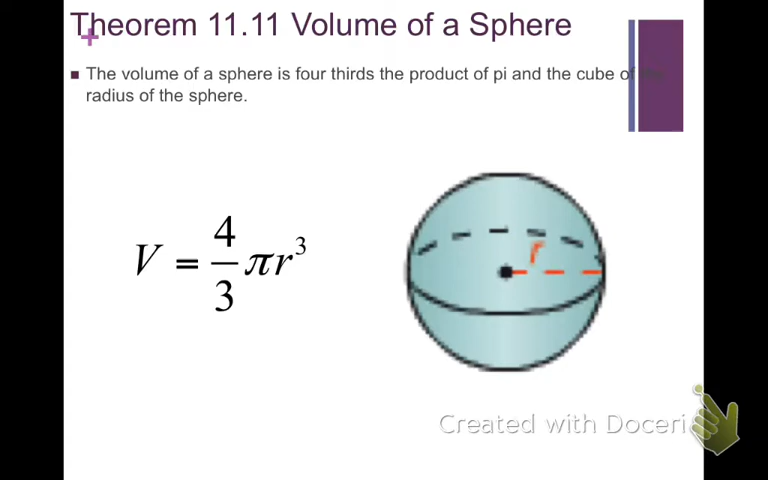 Theorem 11.11 Volume of a Sphere
+
■ The volume of a sphere is four thirds the product of pi and the cube of the
radius of the sphere.
V = 4/3 πr³
r
Created with Doceri